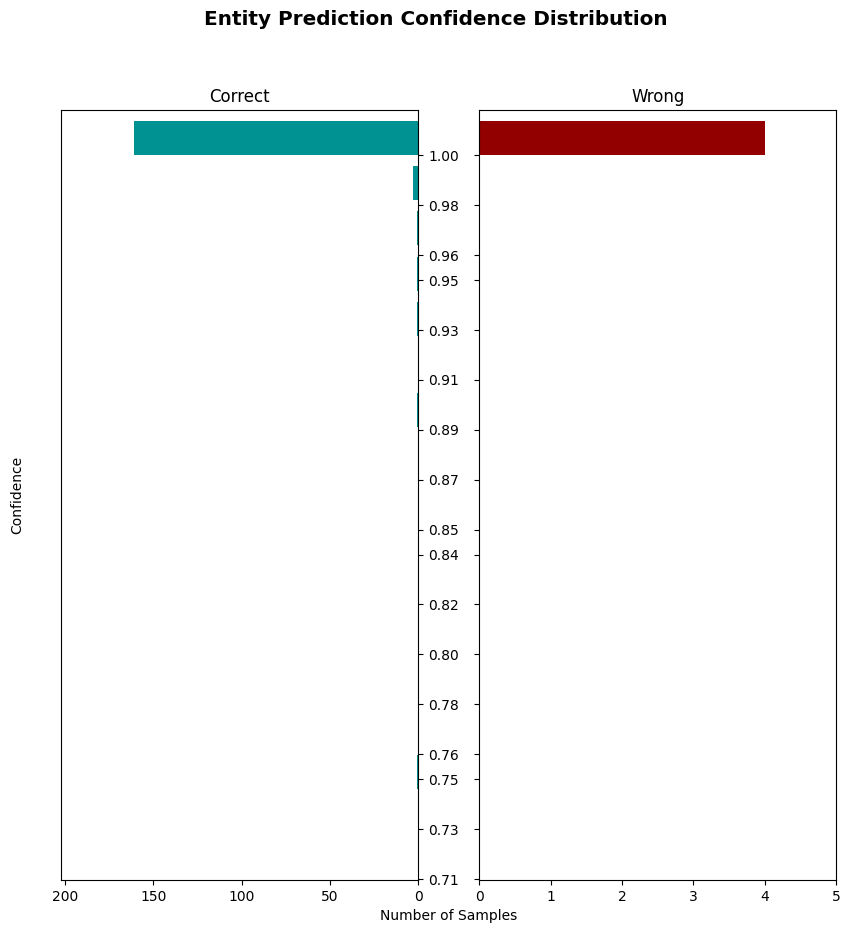 Entity Prediction Confidence Distribution
Correct
Wrong
1.00
0.98
0.96
0.95
0.93
0.91
0.89
0.87
0.85
0.84
0.82
0.80
0.78
0.76
0.75
0.73
0.71
Confidence
200 150 100 50 0
0 1 2 3 4 5
Number of Samples